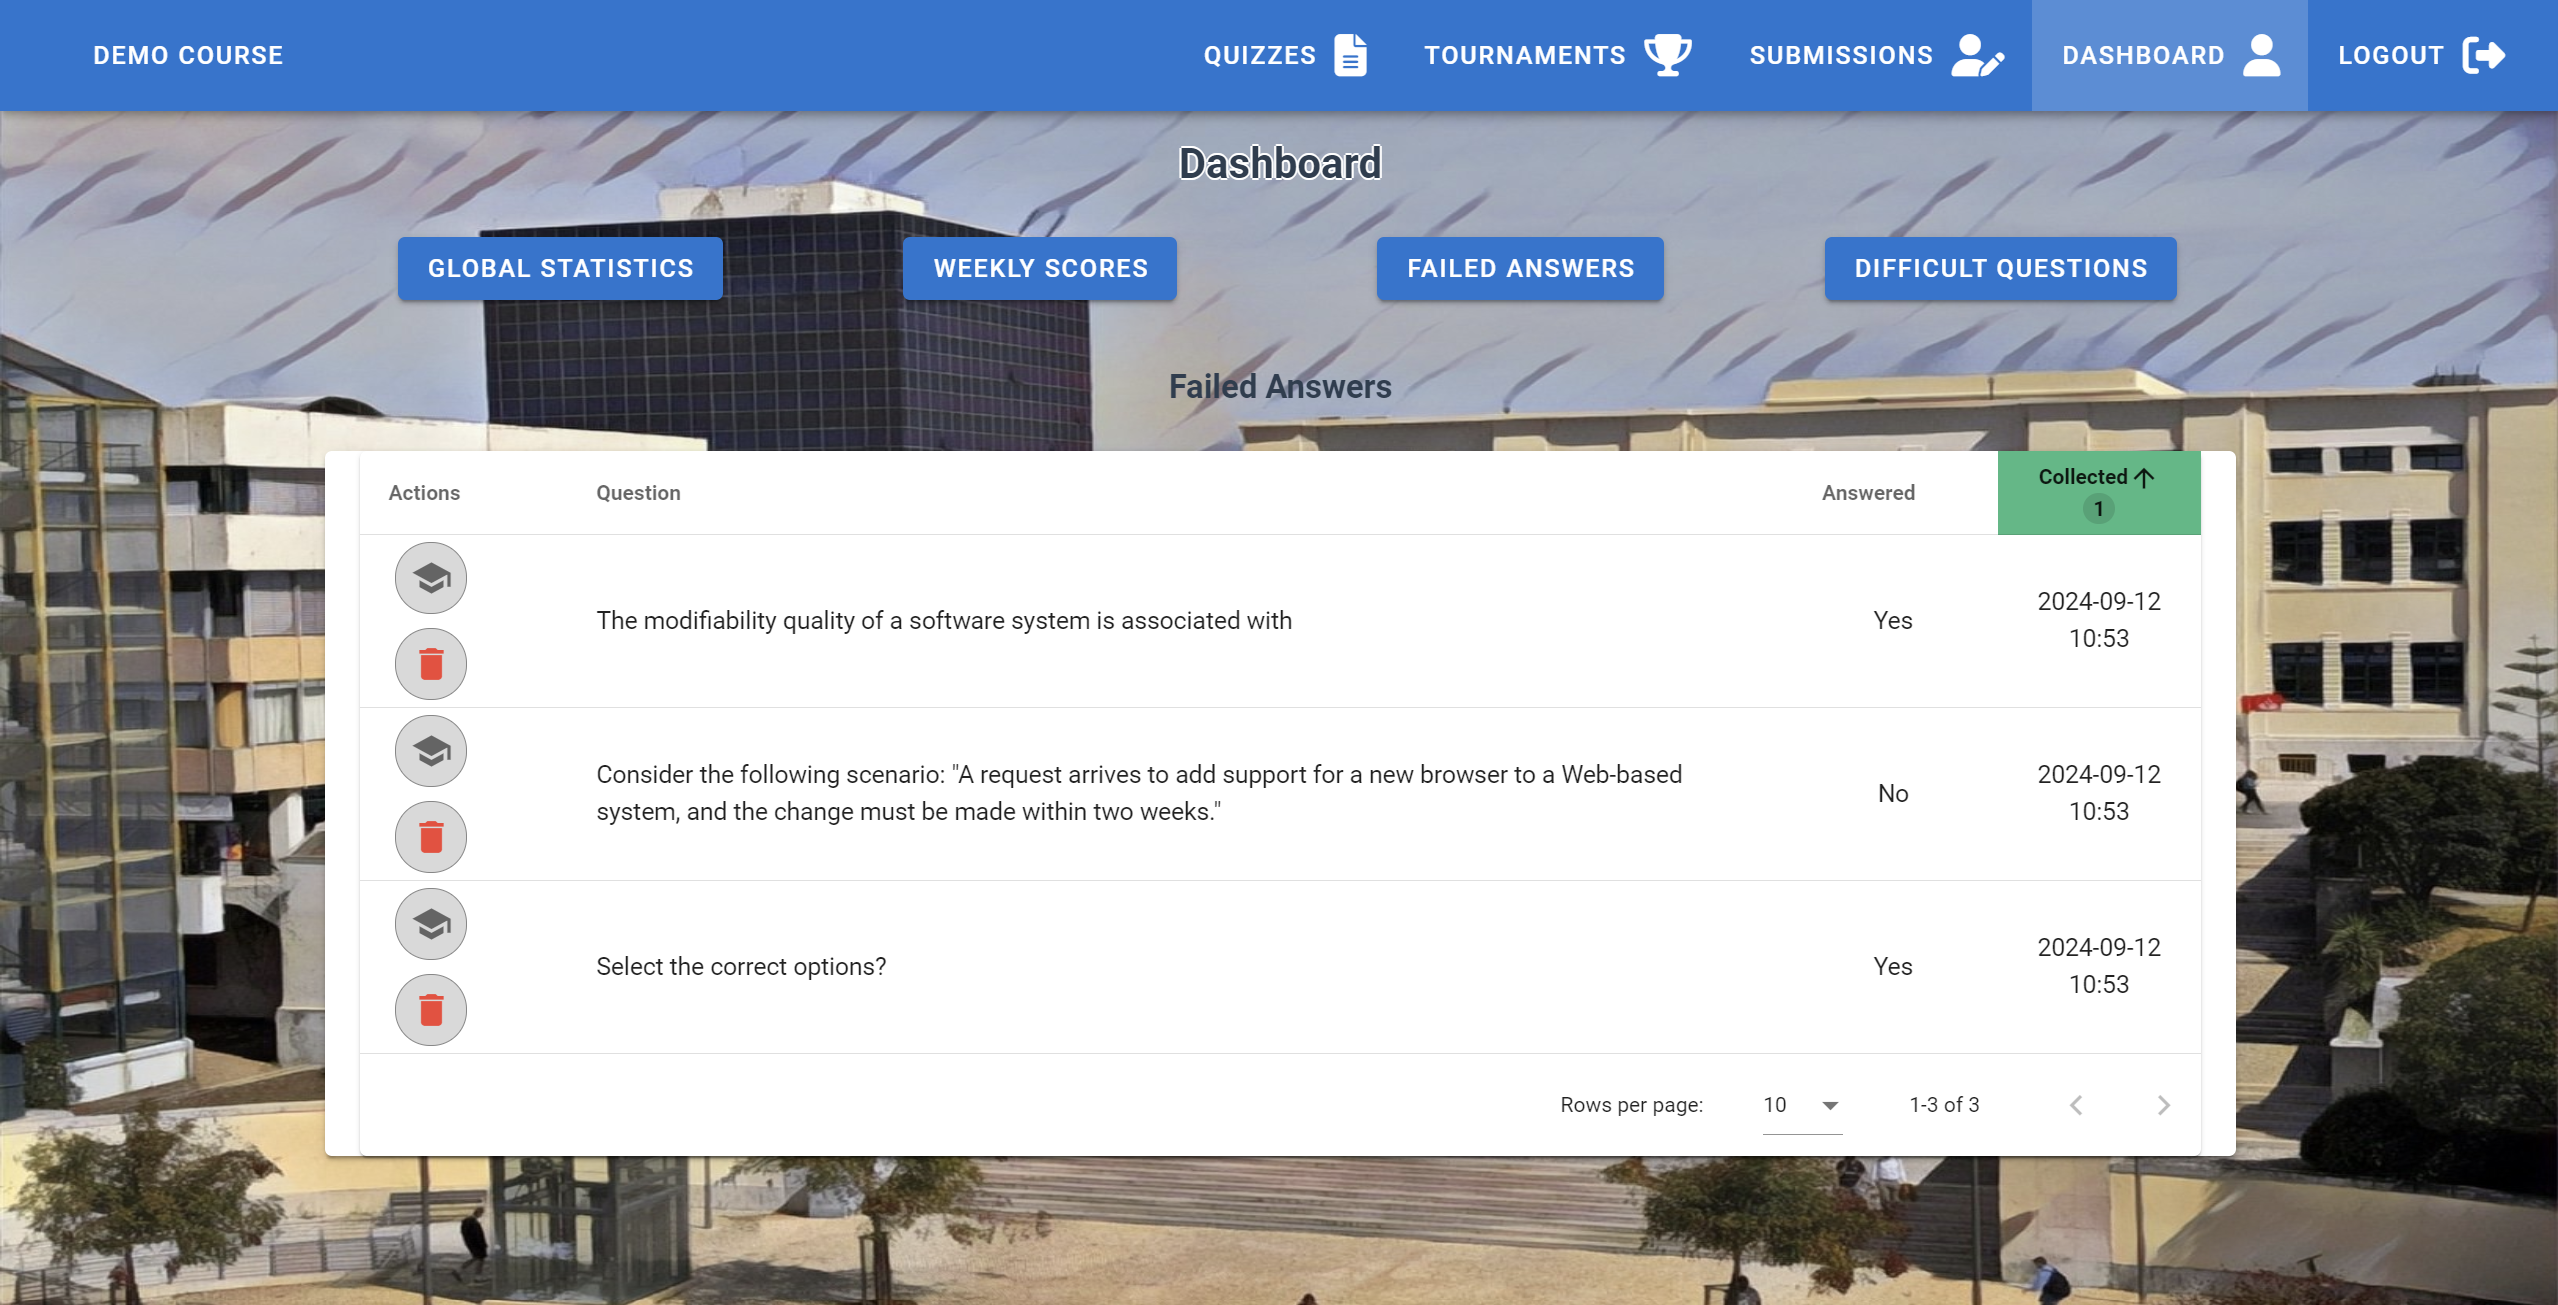 DEMO COURSE
QUIZZES
TOURNAMENTS
SUBMISSIONS
DASHBOARD
LOGOUT
Dashboard
GLOBAL STATISTICS
WEEKLY SCORES
FAILED ANSWERS
DIFFICULT QUESTIONS
Failed Answers
Actions
Question
Answered
Collected
1
The modifiability quality of a software system is associated with
Yes
2024-09-12
10:53
Consider the following scenario: "A request arrives to add support for a new browser to a Web-based
system, and the change must be made within two weeks."
No
2024-09-12
10:53
Select the correct options?
Yes
2024-09-12
10:53
Rows per page:
10
1-3 of 3